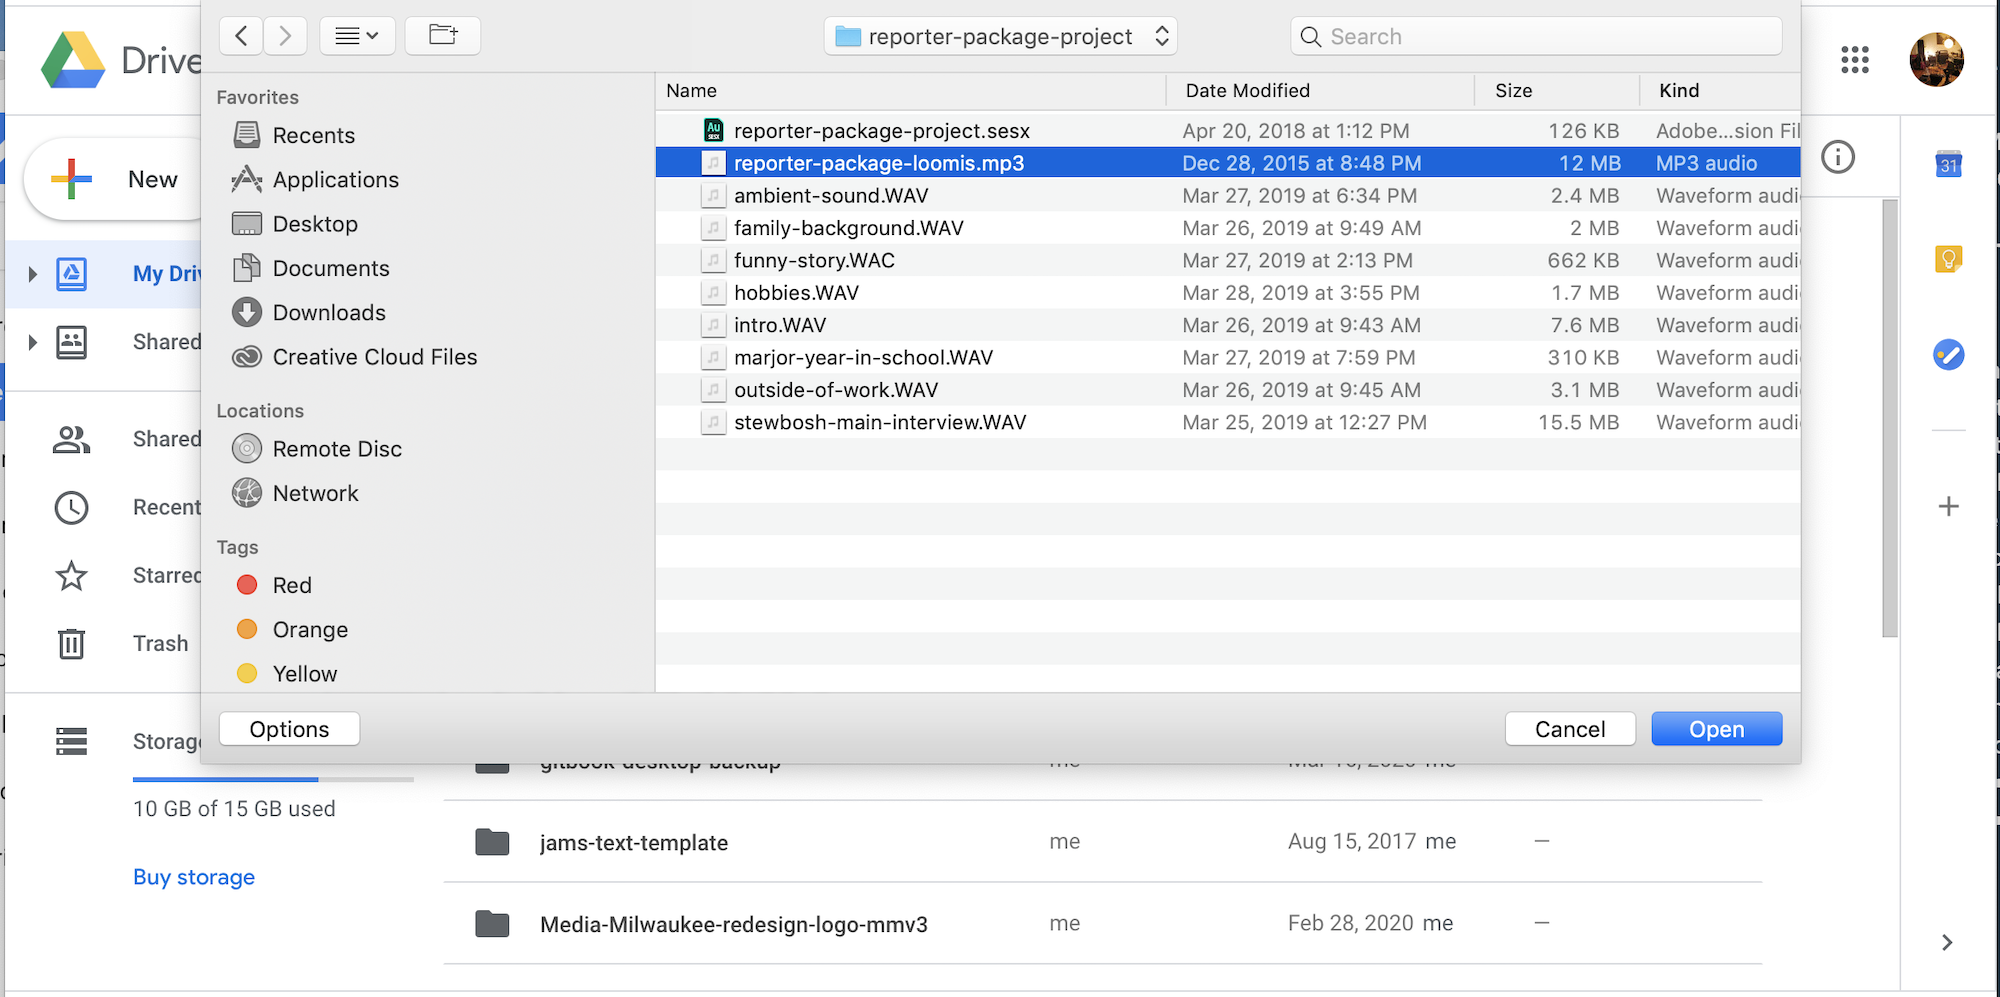 Drive
New
My Driv
Shared
Shared
Recent
Starred
Trash
Storage
10 GB of 15 GB used
Buy storage
reporter-package-project
Search
Favorites
Recents
Applications
Desktop
Documents
Downloads
Creative Cloud Files
Locations
Remote Disc
Network
Tags
Red
Orange
Yellow
Name Date Modified Size Kind
Au SESX reporter-package-project.sesx Apr 20, 2018 at 1:12 PM 126 KB Adobe...sion Fil
reporter-package-loomis.mp3 Dec 28, 2015 at 8:48 PM 12 MB MP3 audio
ambient-sound.WAV Mar 27, 2019 at 6:34 PM 2.4 MB Waveform audi
family-background.WAV Mar 26, 2019 at 9:49 AM 2 MB Waveform audi
funny-story.WAC Mar 27, 2019 at 2:13 PM 662 KB Waveform audi
hobbies.WAV Mar 28, 2019 at 3:55 PM 1.7 MB Waveform audi
intro.WAV Mar 26, 2019 at 9:43 AM 7.6 MB Waveform audi
marjor-year-in-school.WAV Mar 27, 2019 at 7:59 PM 310 KB Waveform audi
outside-of-work.WAV Mar 26, 2019 at 9:45 AM 3.1 MB Waveform audi
stewbosh-main-interview.WAV Mar 25, 2019 at 12:27 PM 15.5 MB Waveform audi
Options Cancel Open
gitbook-desktop-backup me 2020 me
jams-text-template me Aug 15, 2017 me —
Media-Milwaukee-redesign-logo-mmv3 me Feb 28, 2020 me —
31